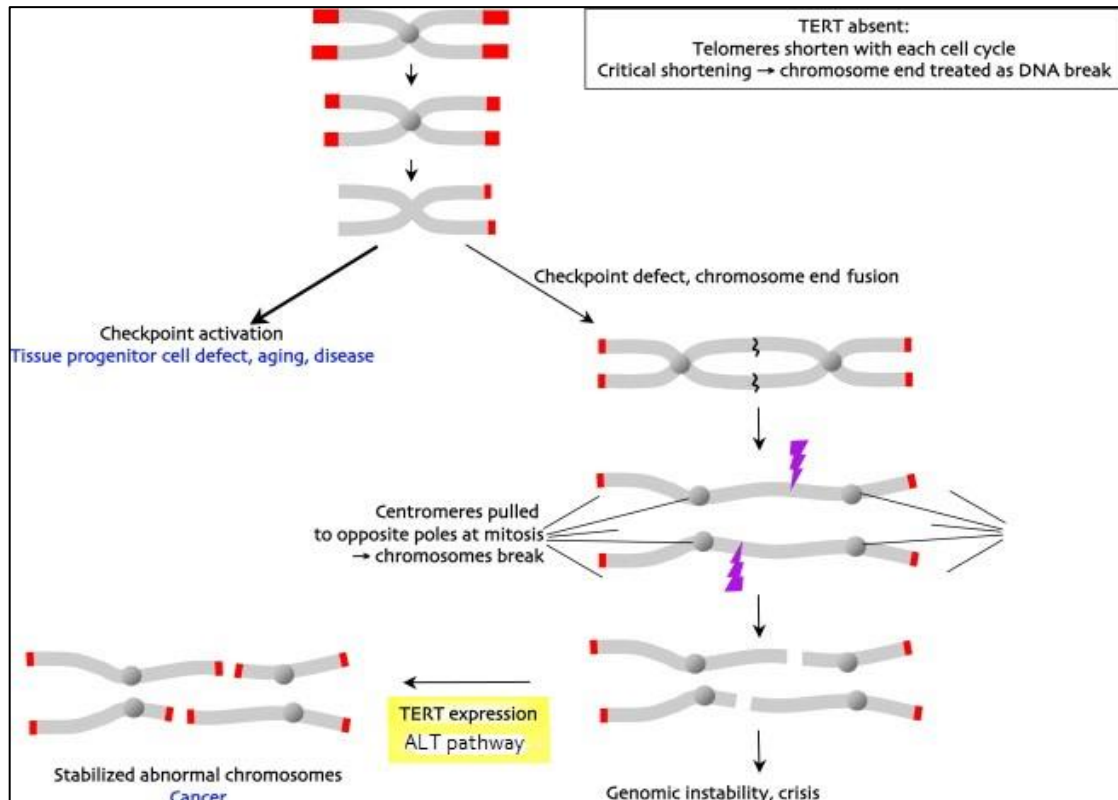 TERT absent:
Telomeres shorten with each cell cycle
Critical shortening → chromosome end treated as DNA break
Checkpoint defect, chromosome end fusion
Checkpoint activation
Tissue progenitor cell defect, aging, disease
Centromeres pulled
to opposite poles at mitosis
→ chromosomes break
TERT expression
ALT pathway
Stabilized abnormal chromosomes
Cancer
Genomic instability, crisis